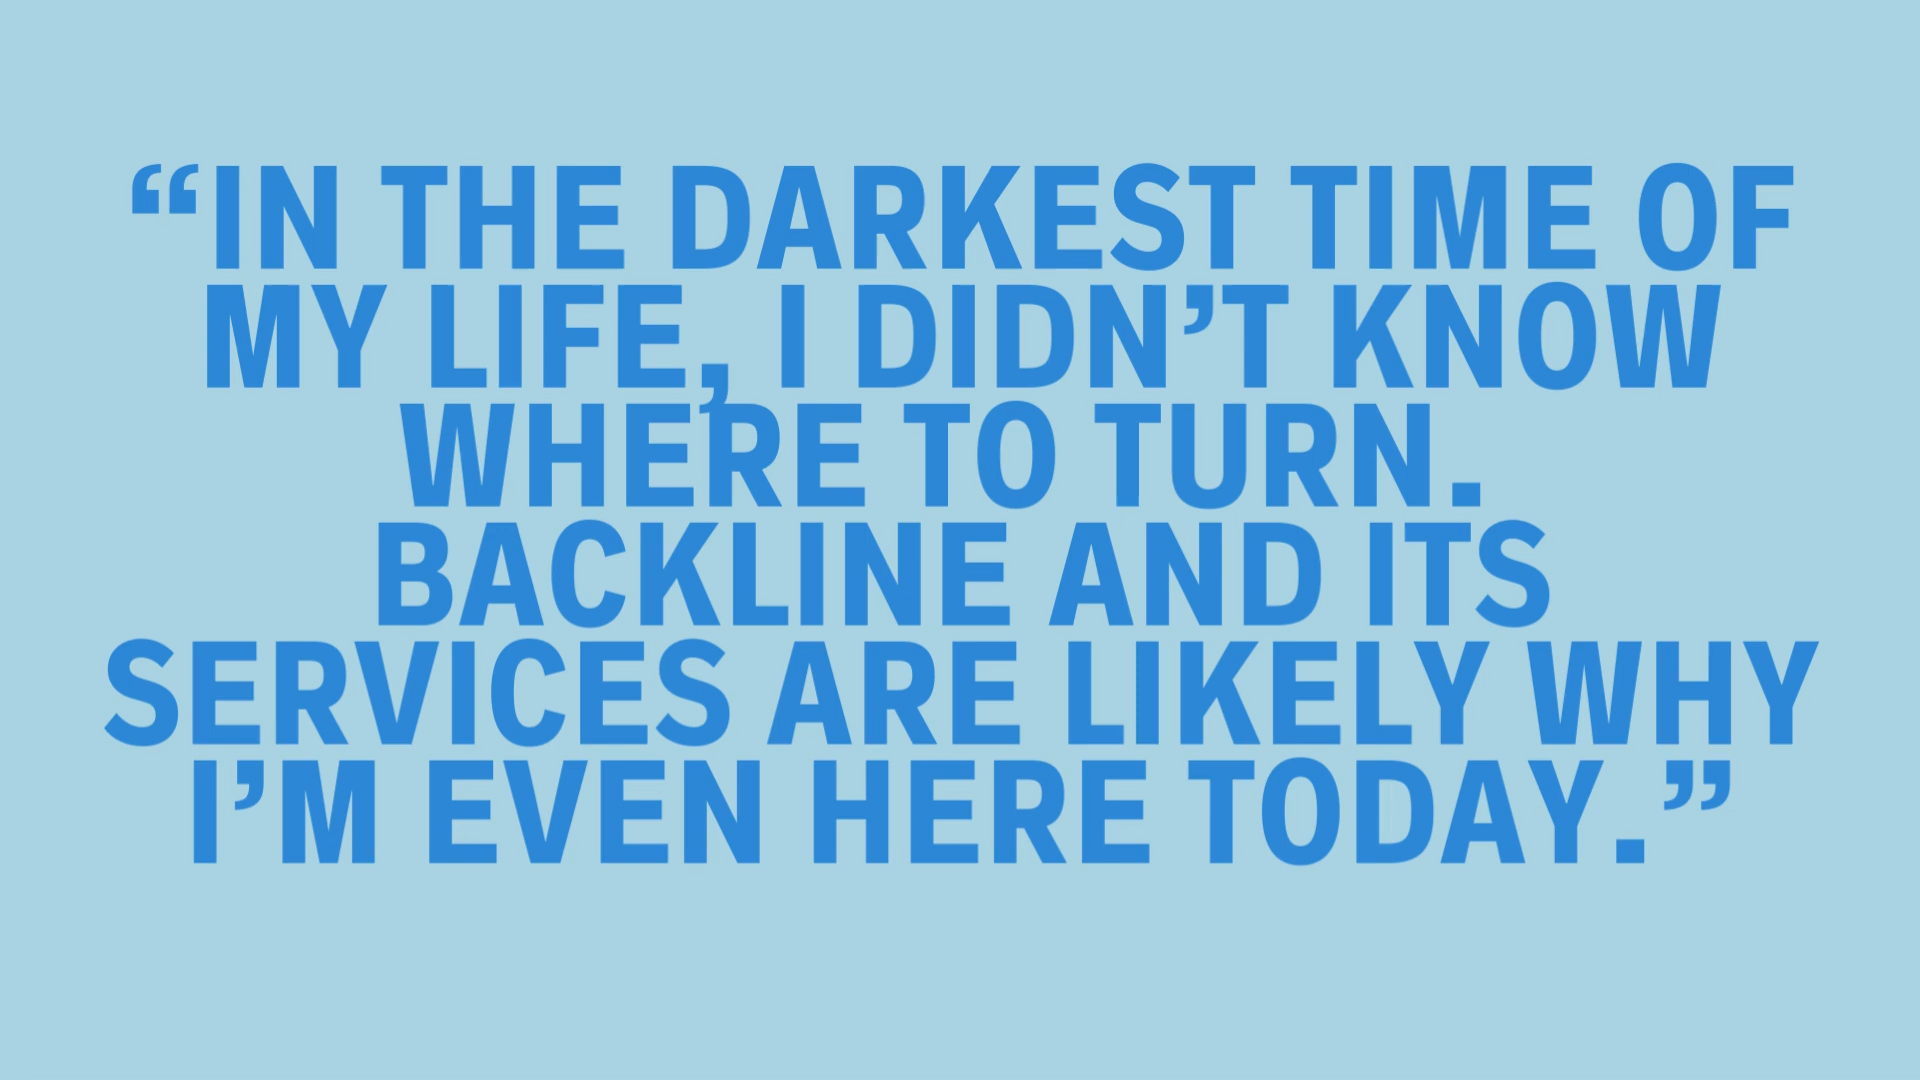 “IN THE DARKEST TIME OF
MY LIFE, I DIDN’T KNOW
WHERE TO TURN.
BACKLINE AND ITS
SERVICES ARE LIKELY WHY
I’M EVEN HERE TODAY.”